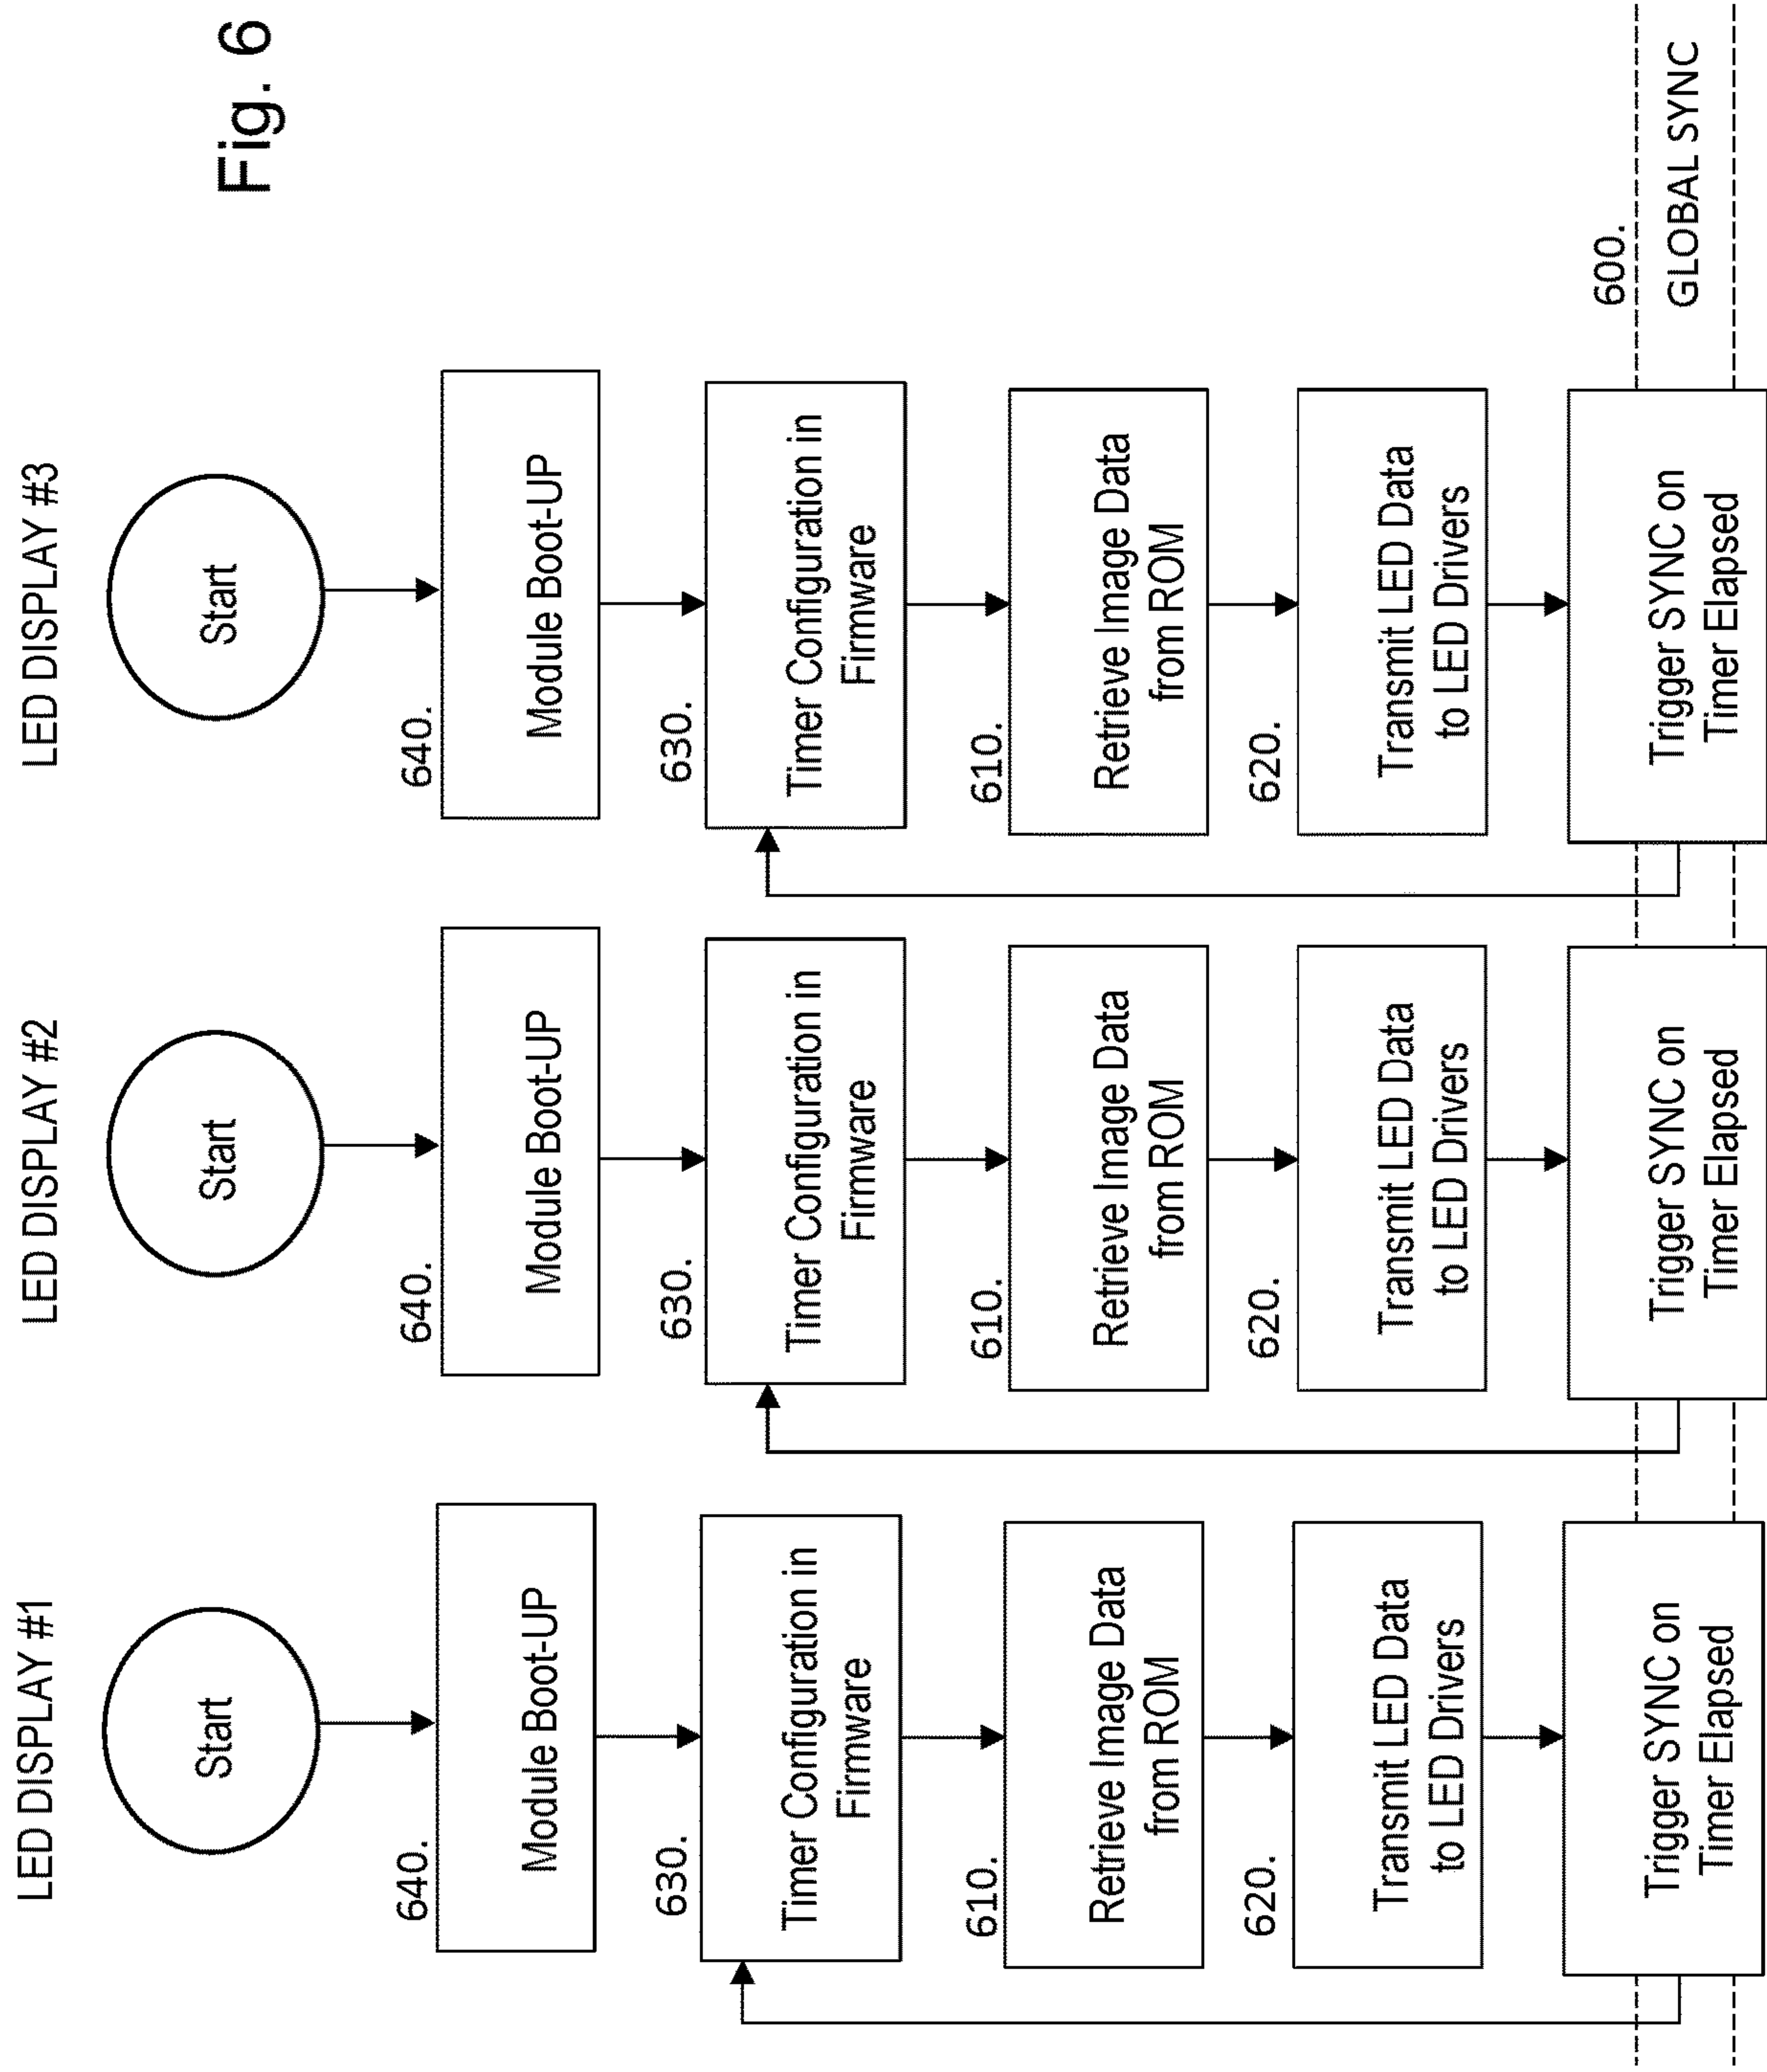 Fig. 6
LED DISPLAY #1
Start
640.
Module Boot-UP
630.
Timer Configuration in
Firmware
610.
Retrieve Image Data
from ROM
620.
Transmit LED Data
to LED Drivers
Trigger SYNC on
Timer Elapsed
LED DISPLAY #2
Start
640.
Module Boot-UP
630.
Timer Configuration in
Firmware
610.
Retrieve Image Data
from ROM
620.
Transmit LED Data
to LED Drivers
Trigger SYNC on
Timer Elapsed
LED DISPLAY #3
Start
640.
Module Boot-UP
630.
Timer Configuration in
Firmware
610.
Retrieve Image Data
from ROM
620.
Transmit LED Data
to LED Drivers
Trigger SYNC on
Timer Elapsed
600.
GLOBAL SYNC